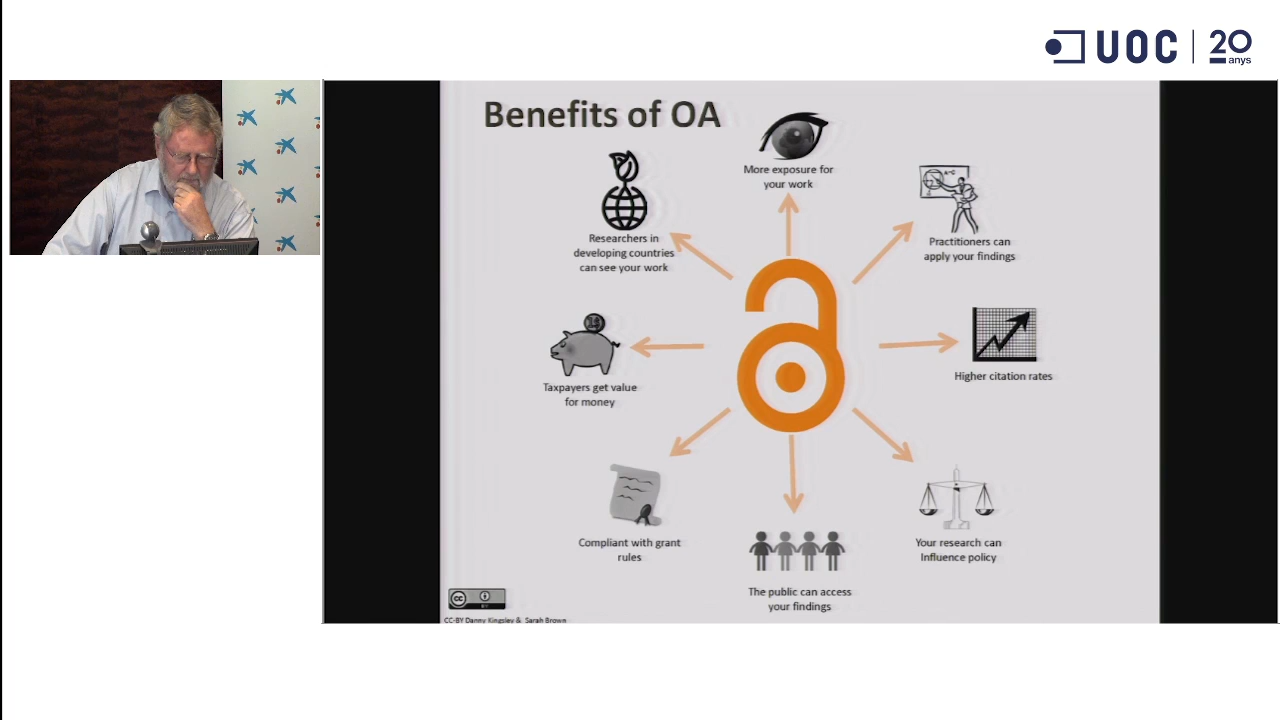 UOC
20
anys
Benefits of OA
More exposure for
your work
Researchers in
developing countries
can see your work
Practitioners can
apply your findings
Taxpayers get value
for money
Higher citation rates
Compliant with grant
rules
Your research can
Influence policy
The public can access
your findings
cc
BY
CC-BY Danny Kingsley & Sarah Brown